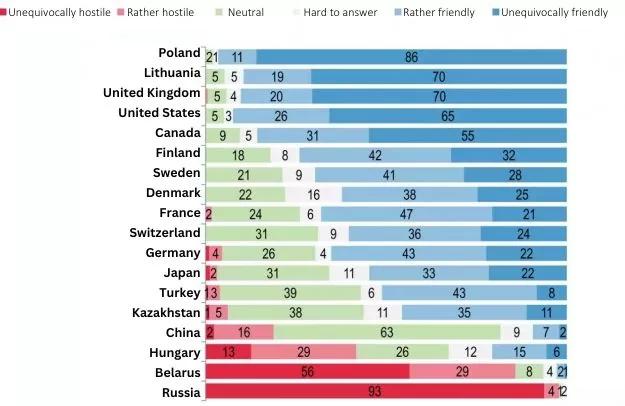 Unequivocally hostile Rather hostile Neutral Hard to answer Rather friendly Unequivocally friendly
Poland 2 1 11 86
Lithuania 5 5 19 70
United Kingdom 5 4 20 70
United States 5 3 26 65
Canada 9 5 31 55
Finland 18 8 42 32
Sweden 21 9 41 28
Denmark 22 16 38 25
France 2 24 6 47 21
Switzerland 31 9 36 24
Germany 4 26 4 43 22
Japan 2 31 11 33 22
Turkey 1 3 39 6 43 8
Kazakhstan 1 5 38 11 35 11
China 2 16 63 9 7 2
Hungary 13 29 26 12 15 6
Belarus 56 29 8 4 2 1
Russia 93 4 1 2